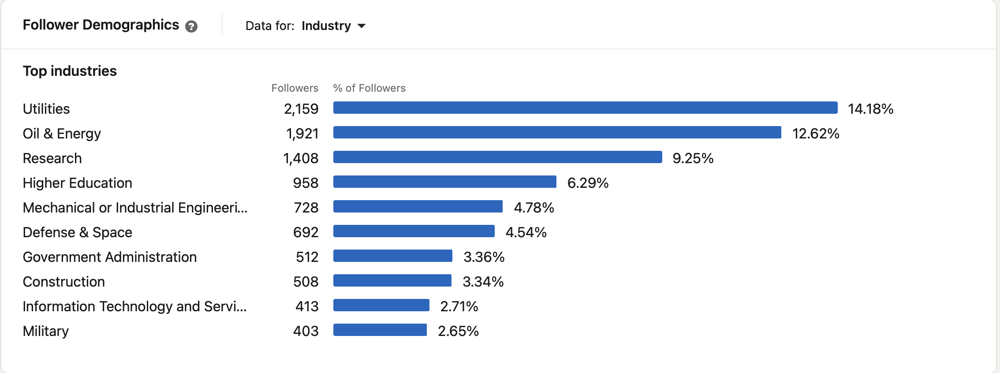 Follower Demographics ? Data for: Industry
Top industries
Followers % of Followers
Utilities 2,159 14.18%
Oil & Energy 1,921 12.62%
Research 1,408 9.25%
Higher Education 958 6.29%
Mechanical or Industrial Engineeri... 728 4.78%
Defense & Space 692 4.54%
Government Administration 512 3.36%
Construction 508 3.34%
Information Technology and Servi... 413 2.71%
Military 403 2.65%